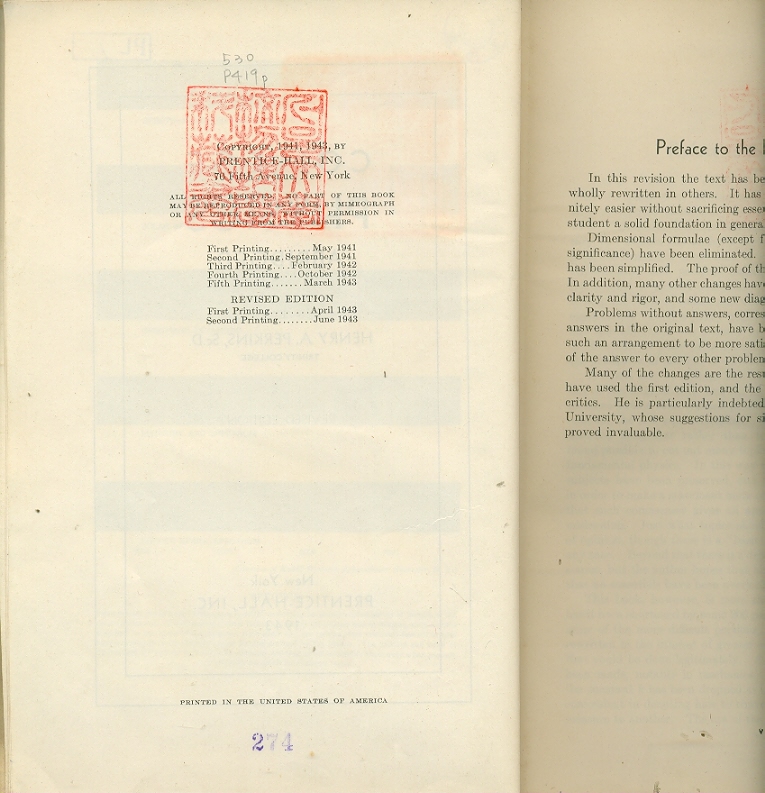 530
P419p
COPYRIGHT, 1941, 1943, BY
PRENTICE-HALL, INC.
70 Fifth Avenue, New York
ALL RIGHTS RESERVED. NO PART OF THIS BOOK
MAY BE REPRODUCED IN ANY FORM, BY MIMEOGRAPH
OR ANY OTHER MEANS, WITHOUT PERMISSION IN
WRITING FROM THE PUBLISHERS.
First Printing.........May 1941
Second Printing.September 1941
Third Printing....February 1942
Fourth Printing....October 1942
Fifth Printing.......March 1943
REVISED EDITION
First Printing........April 1943
Second Printing........June 1943
PRINTED IN THE UNITED STATES OF AMERICA
274
Preface to the
In this revision the text has be
wholly rewritten in others. It has
nitely easier without sacrificing esse
student a solid foundation in genera
Dimensional formulae (except f
significance) have been eliminated.
has been simplified. The proof of th
In addition, many other changes hav
clarity and rigor, and some new diag
Problems without answers, corres
answers in the original text, have b
such an arrangement to be more sati
of the answer to every other problem
Many of the changes are the res
have used the first edition, and the
critics. He is particularly indebted
University, whose suggestions for si
proved invaluable.